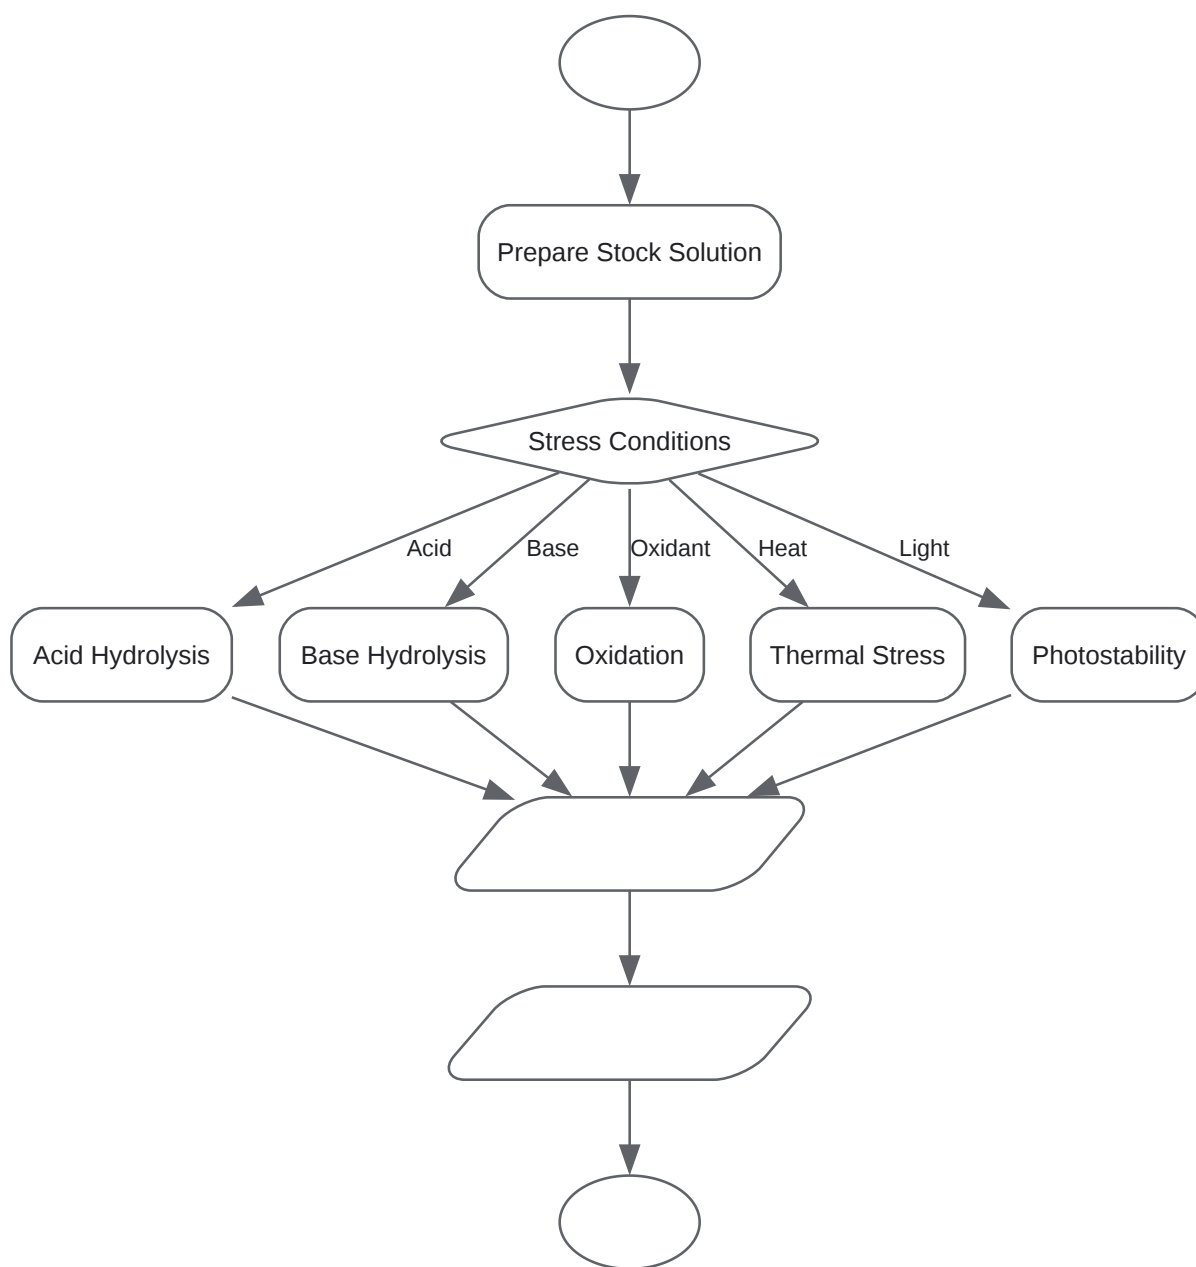 Prepare Stock Solution
Stress Conditions
Acid
Base
Oxidant
Heat
Light
Acid Hydrolysis
Base Hydrolysis
Oxidation
Thermal Stress
Photostability